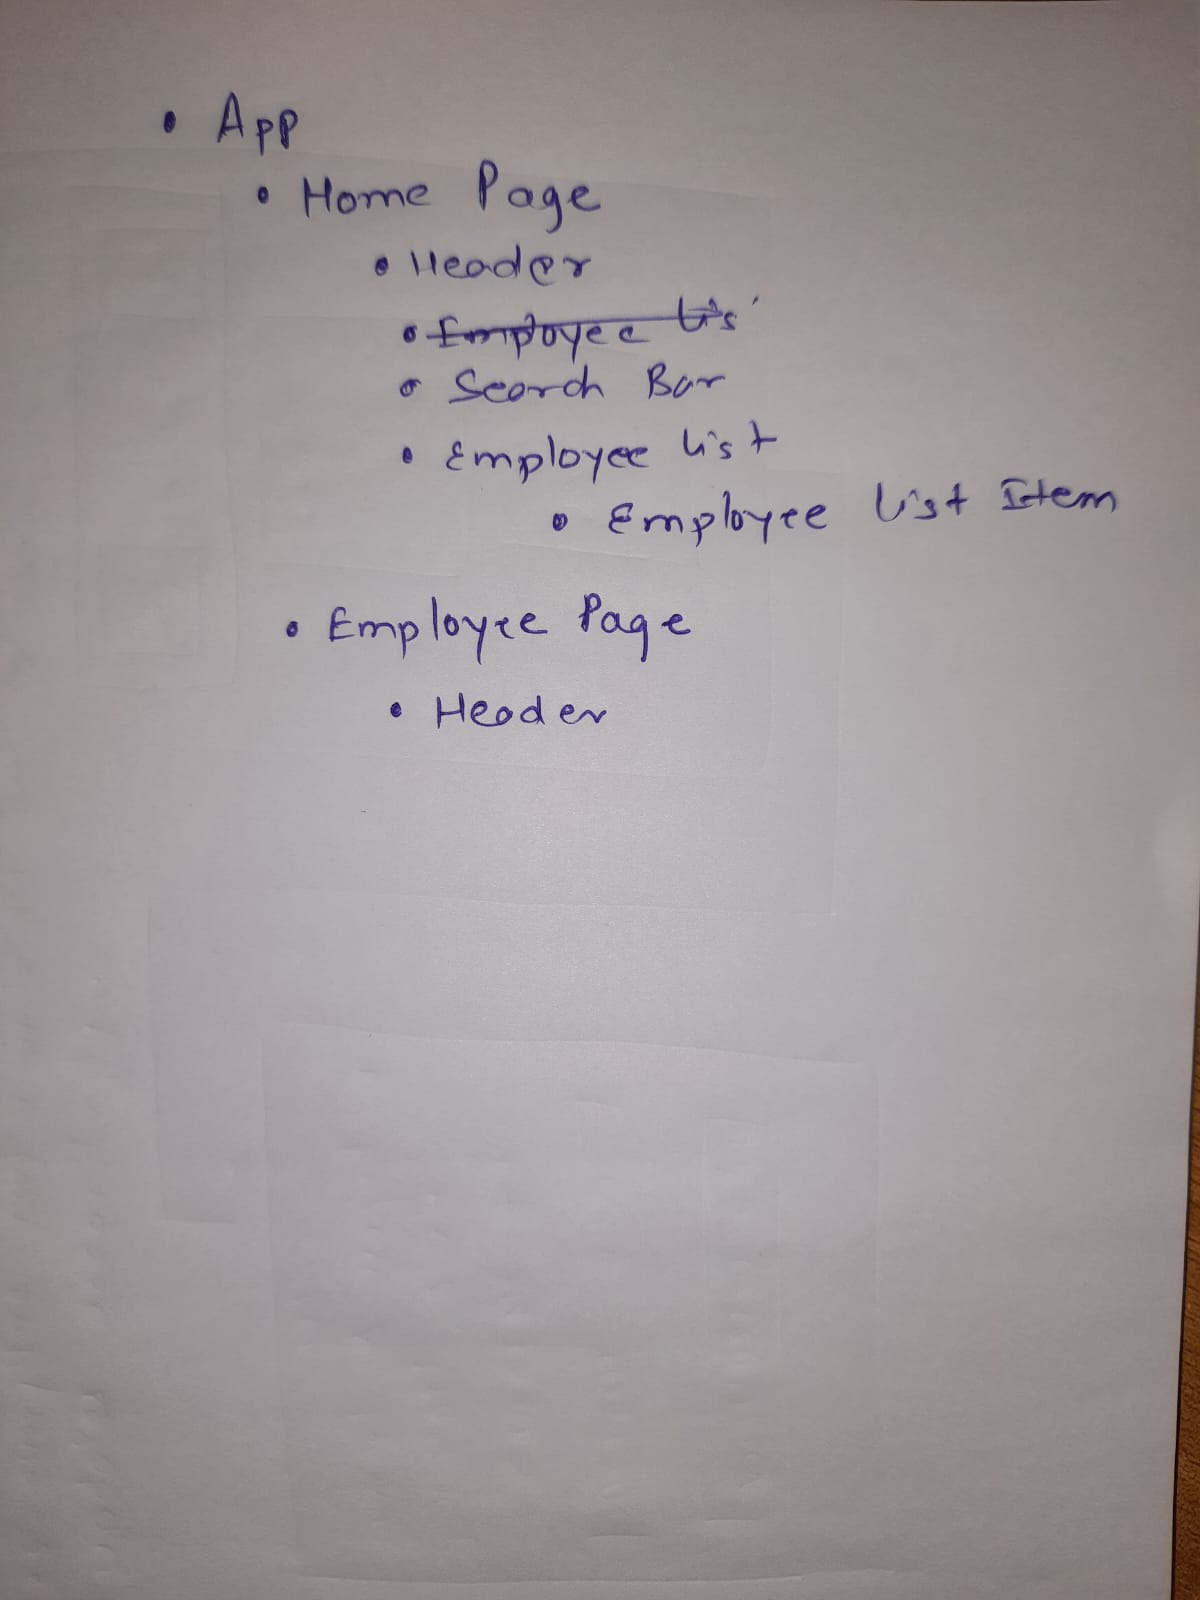 • App
• Home Page
• Header
• Employee Lis
• Search Bar
• Employee List
• Employee List Item
• Employee Page
• Header